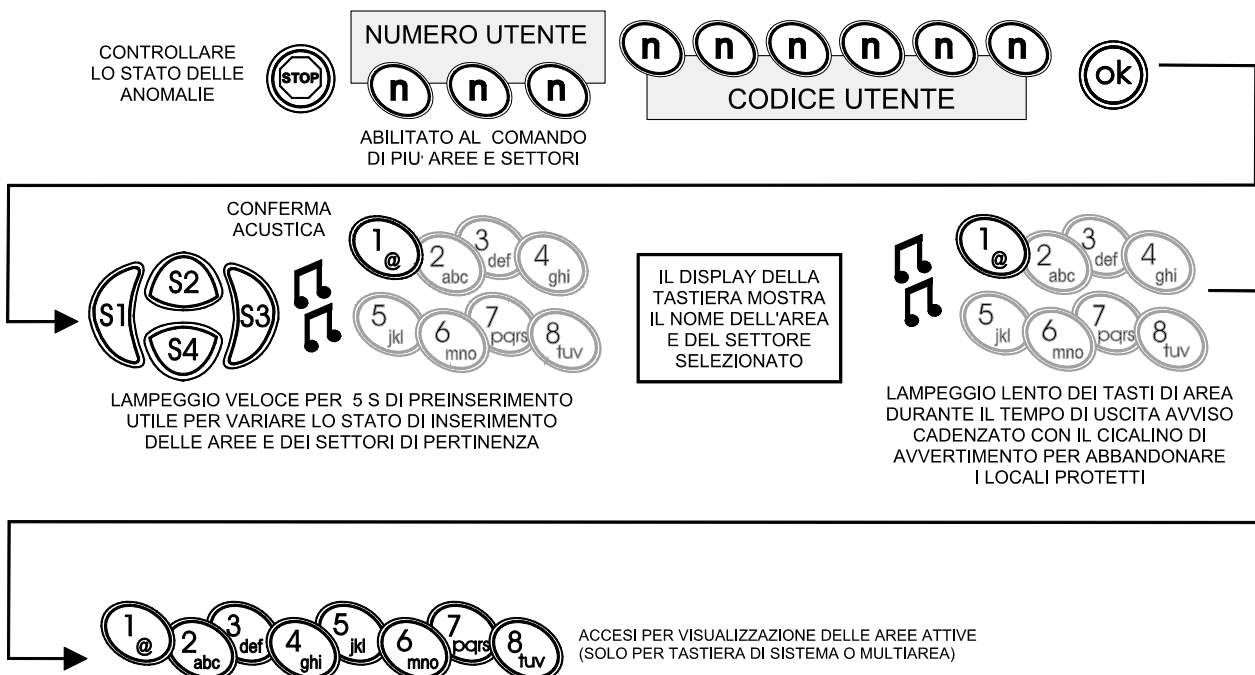 CONTROLLARE
LO STATO DELLE
ANOMALIE
STOP
NUMERO UTENTE
n n n
ABILITATO AL COMANDO
DI PIU' AREE E SETTORI
n n n n n n
CODICE UTENTE
ok
CONFERMA
ACUSTICA
S1
S2
S3
S4
1 @
2 abc
3 def
4 ghi
5 jkl
6 mno
7 pqrs
8 tuv
LAMPEGGIO VELOCE PER 5 S DI PREINSERIMENTO
UTILE PER VARIARE LO STATO DI INSERIMENTO
DELLE AREE E DEI SETTORI DI PERTINENZA
IL DISPLAY DELLA
TASTIERA MOSTRA
IL NOME DELL'AREA
E DEL SETTORE
SELEZIONATO
1 @
2 abc
3 def
4 ghi
5 jkl
6 mno
7 pqrs
8 tuv
LAMPEGGIO LENTO DEI TASTI DI AREA
DURANTE IL TEMPO DI USCITA AVVISO
CADENZATO CON IL CICALINO DI
AVVERTIMENTO PER ABBANDONARE
I LOCALI PROTETTI
1 @
2 abc
3 def
4 ghi
5 jkl
6 mno
7 pqrs
8 tuv
ACCESI PER VISUALIZZAZIONE DELLE AREE ATTIVE
(SOLO PER TASTIERA DI SISTEMA O MULTIAREA)